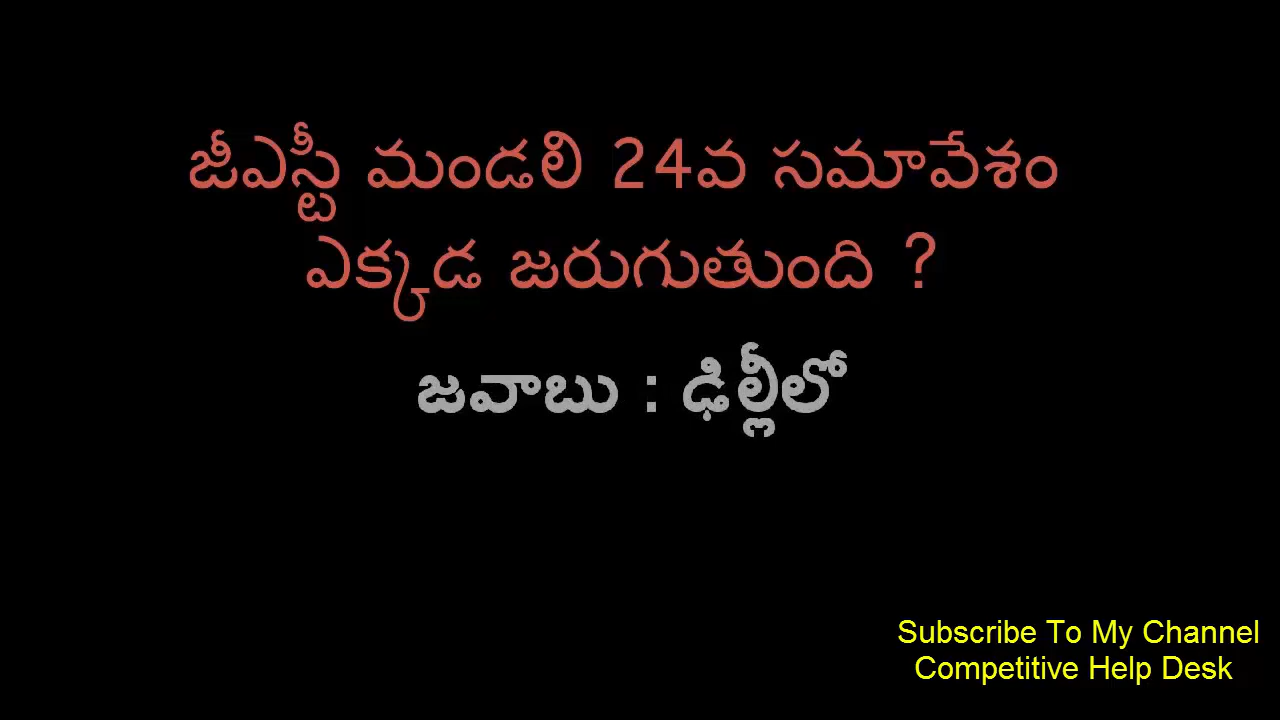 జీఎస్టీ మండలి 24వ సమావేశం
ఎక్కడ జరుగుతుంది ?
జవాబు : ఢిల్లీలో
Subscribe To My Channel
Competitive Help Desk